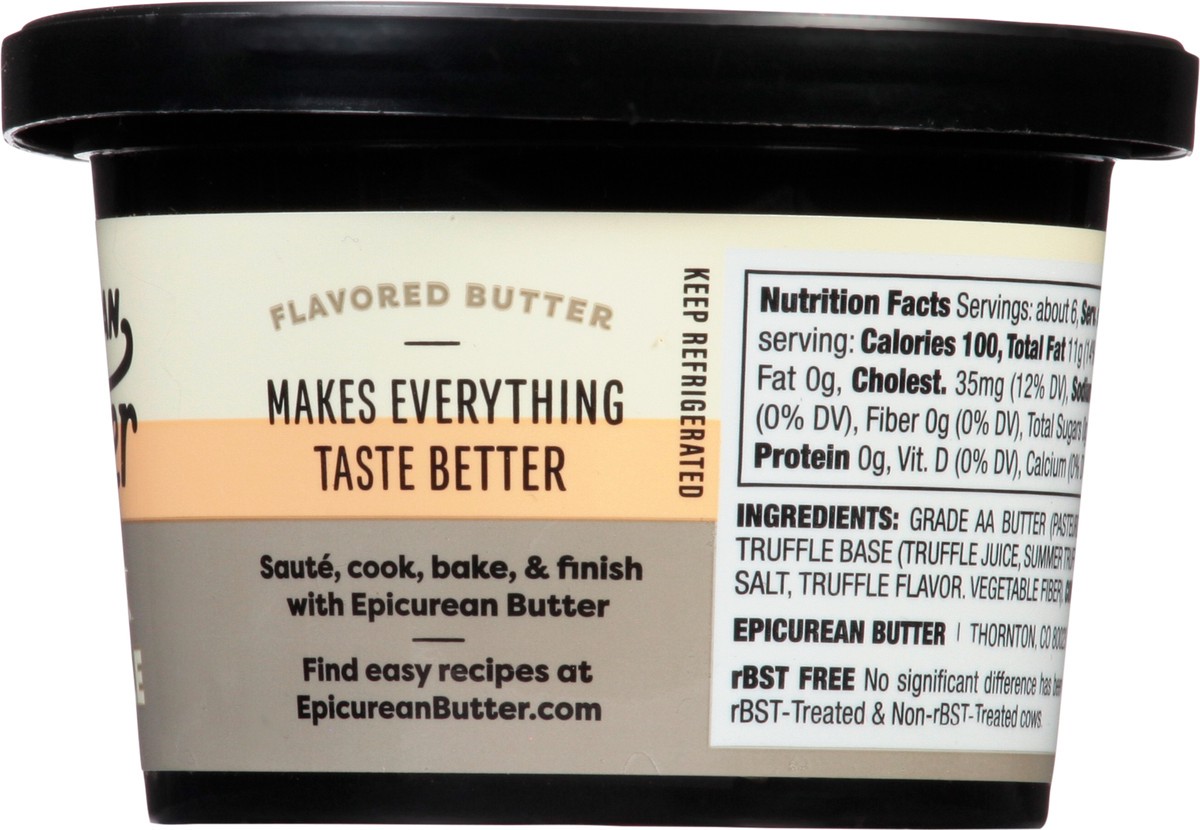 FLAVORED BUTTER
MAKES EVERYTHING
TASTE BETTER
Sauté, cook, bake, & finish
with Epicurean Butter
Find easy recipes at
EpicureanButter.com
KEEP REFRIGERATED
Nutrition Facts Servings: about 6,
serving: Calories 100, Total Fat 11g
Fat 0g, Cholest. 35mg (12% DV),
(0% DV), Fiber 0g (0% DV), Total Sugars
Protein 0g, Vit. D (0% DV), Calcium
INGREDIENTS: GRADE AA BUTTER
TRUFFLE BASE (TRUFFLE JUICE, SUMMER
SALT, TRUFFLE FLAVOR. VEGETABLE FIBER
EPICUREAN BUTTER | THORNTON, CO
rBST FREE No significant difference has
rBST-Treated & Non-rBST-Treated cows.